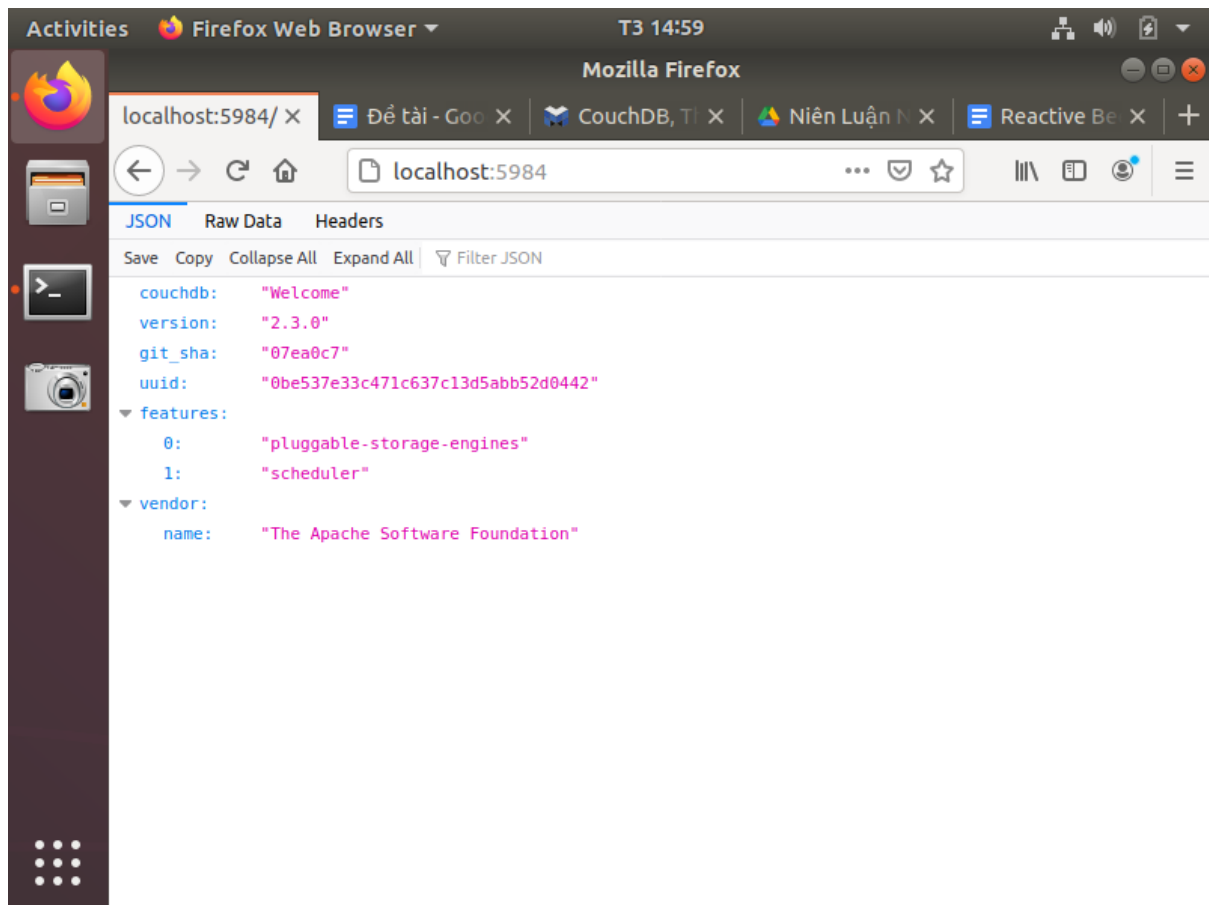 Activities Firefox Web Browser T3 14:59
Mozilla Firefox
localhost:5984/ Đề tài - Goo CouchDB, Th Niên Luận N Reactive Be
localhost:5984
JSON Raw Data Headers
Save Copy Collapse All Expand All Filter JSON
couchdb: "Welcome"
version: "2.3.0"
git_sha: "07ea0c7"
uuid: "0be537e33c471c637c13d5abb52d0442"
features:
0: "pluggable-storage-engines"
1: "scheduler"
vendor:
name: "The Apache Software Foundation"